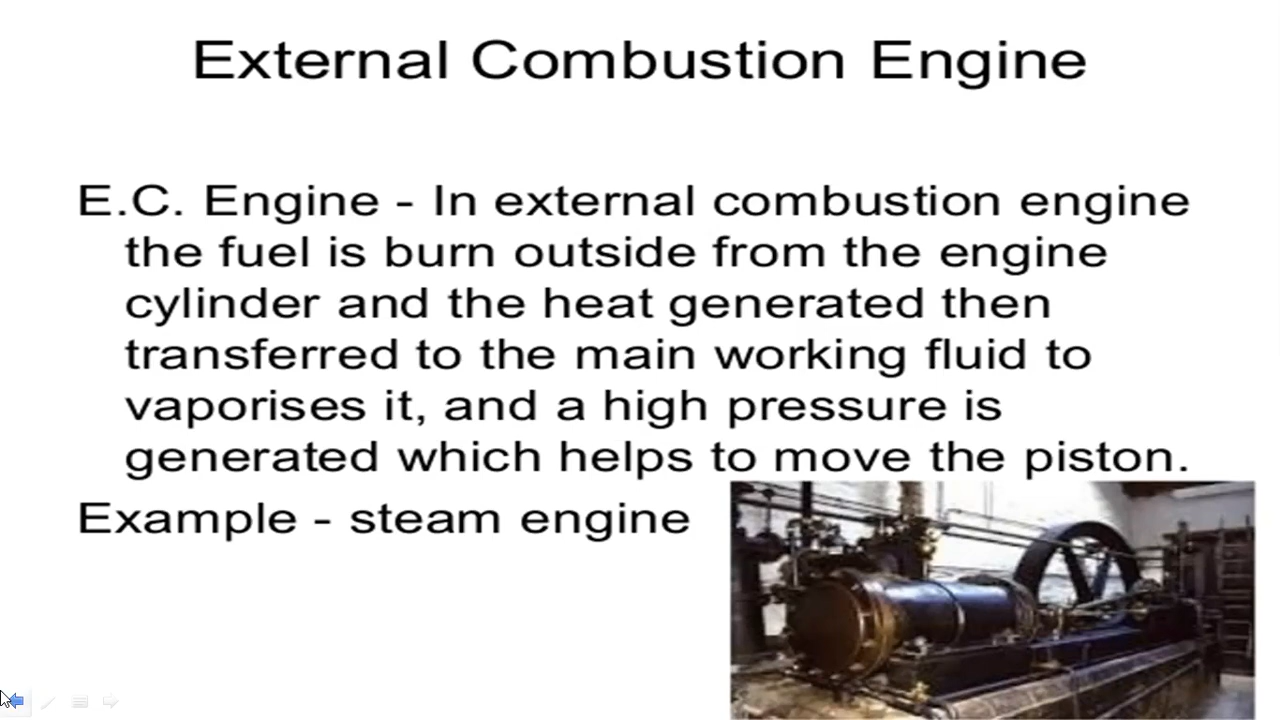 External Combustion Engine
E.C. Engine - In external combustion engine
the fuel is burn outside from the engine
cylinder and the heat generated then
transferred to the main working fluid to
vaporises it, and a high pressure is
generated which helps to move the piston.
Example - steam engine